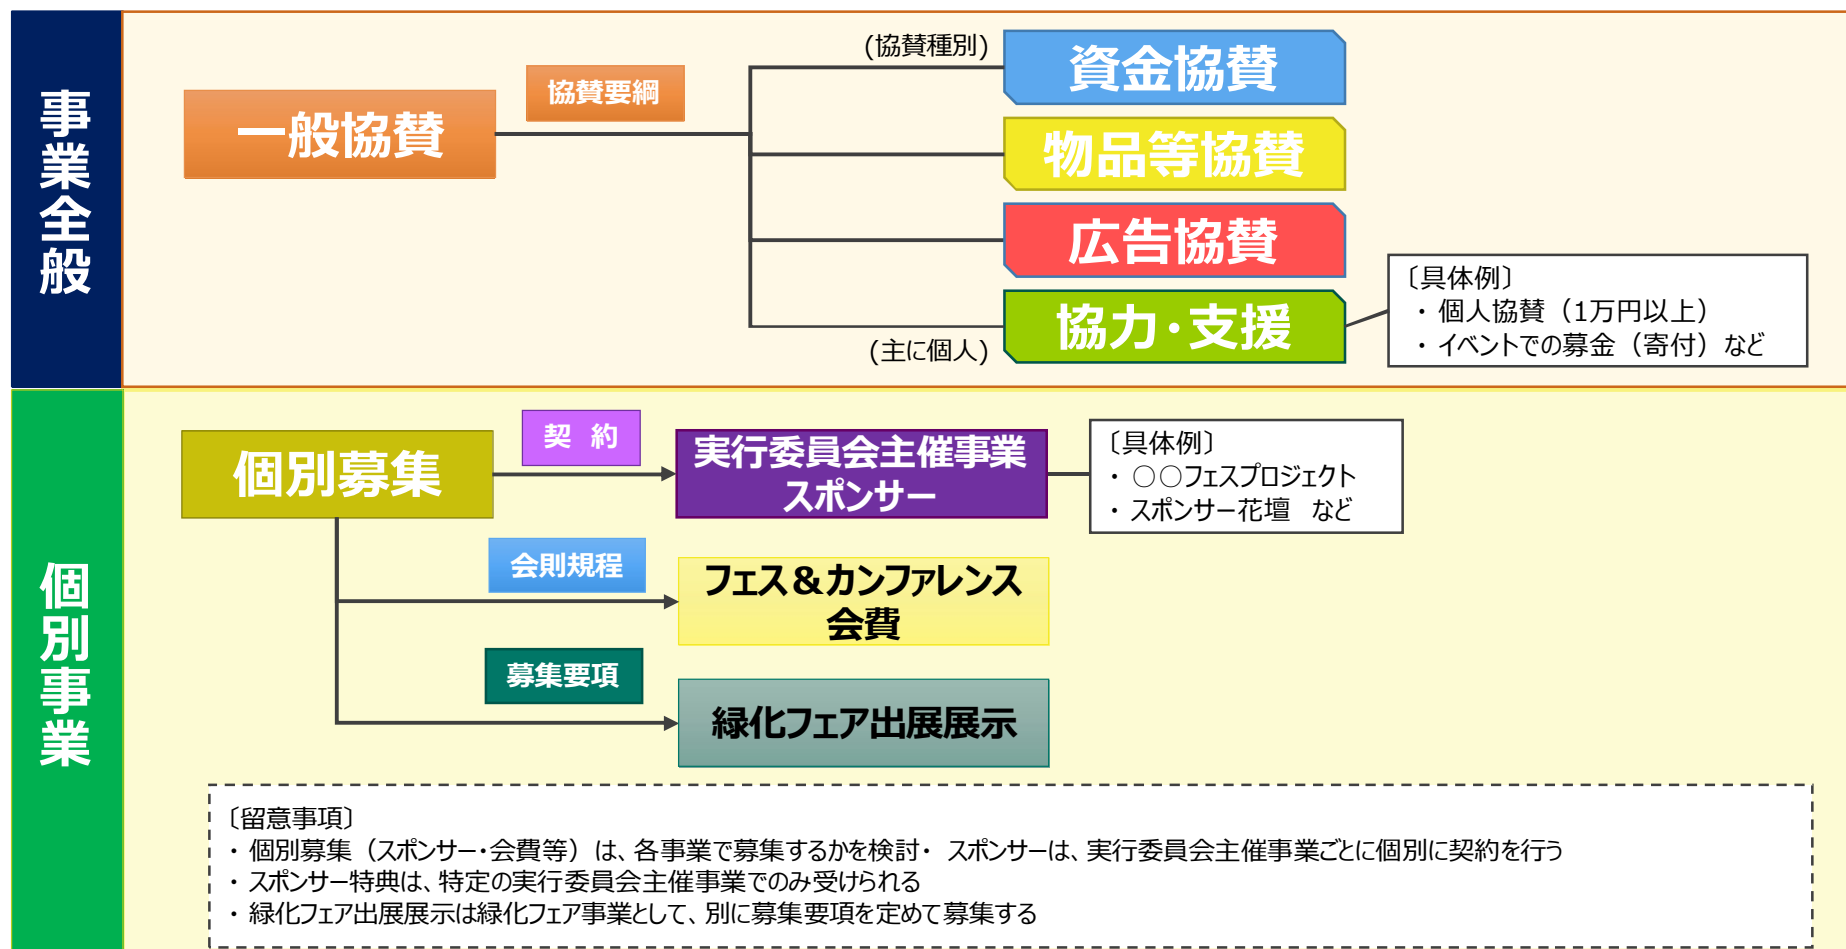 事業全般
一般協賛
協賛要綱
(協賛種別)
資金協賛
物品等協賛
広告協賛
協力・支援
(主に個人)
〔具体例〕
・個人協賛（1万円以上）
・イベントでの募金（寄付）など
個別事業
個別募集
契 約
実行委員会主催事業
スポンサー
〔具体例〕
・○○フェスプロジェクト
・スポンサー花壇 など
会則規程
フェス＆カンファレンス
会費
募集要項
緑化フェア出展展示
〔留意事項〕
・個別募集（スポンサー・会費等）は、各事業で募集するかを検討・ スポンサーは、実行委員会主催事業ごとに個別に契約を行う
・スポンサー特典は、特定の実行委員会主催事業でのみ受けられる
・緑化フェア出展展示は緑化フェア事業として、別に募集要項を定めて募集する